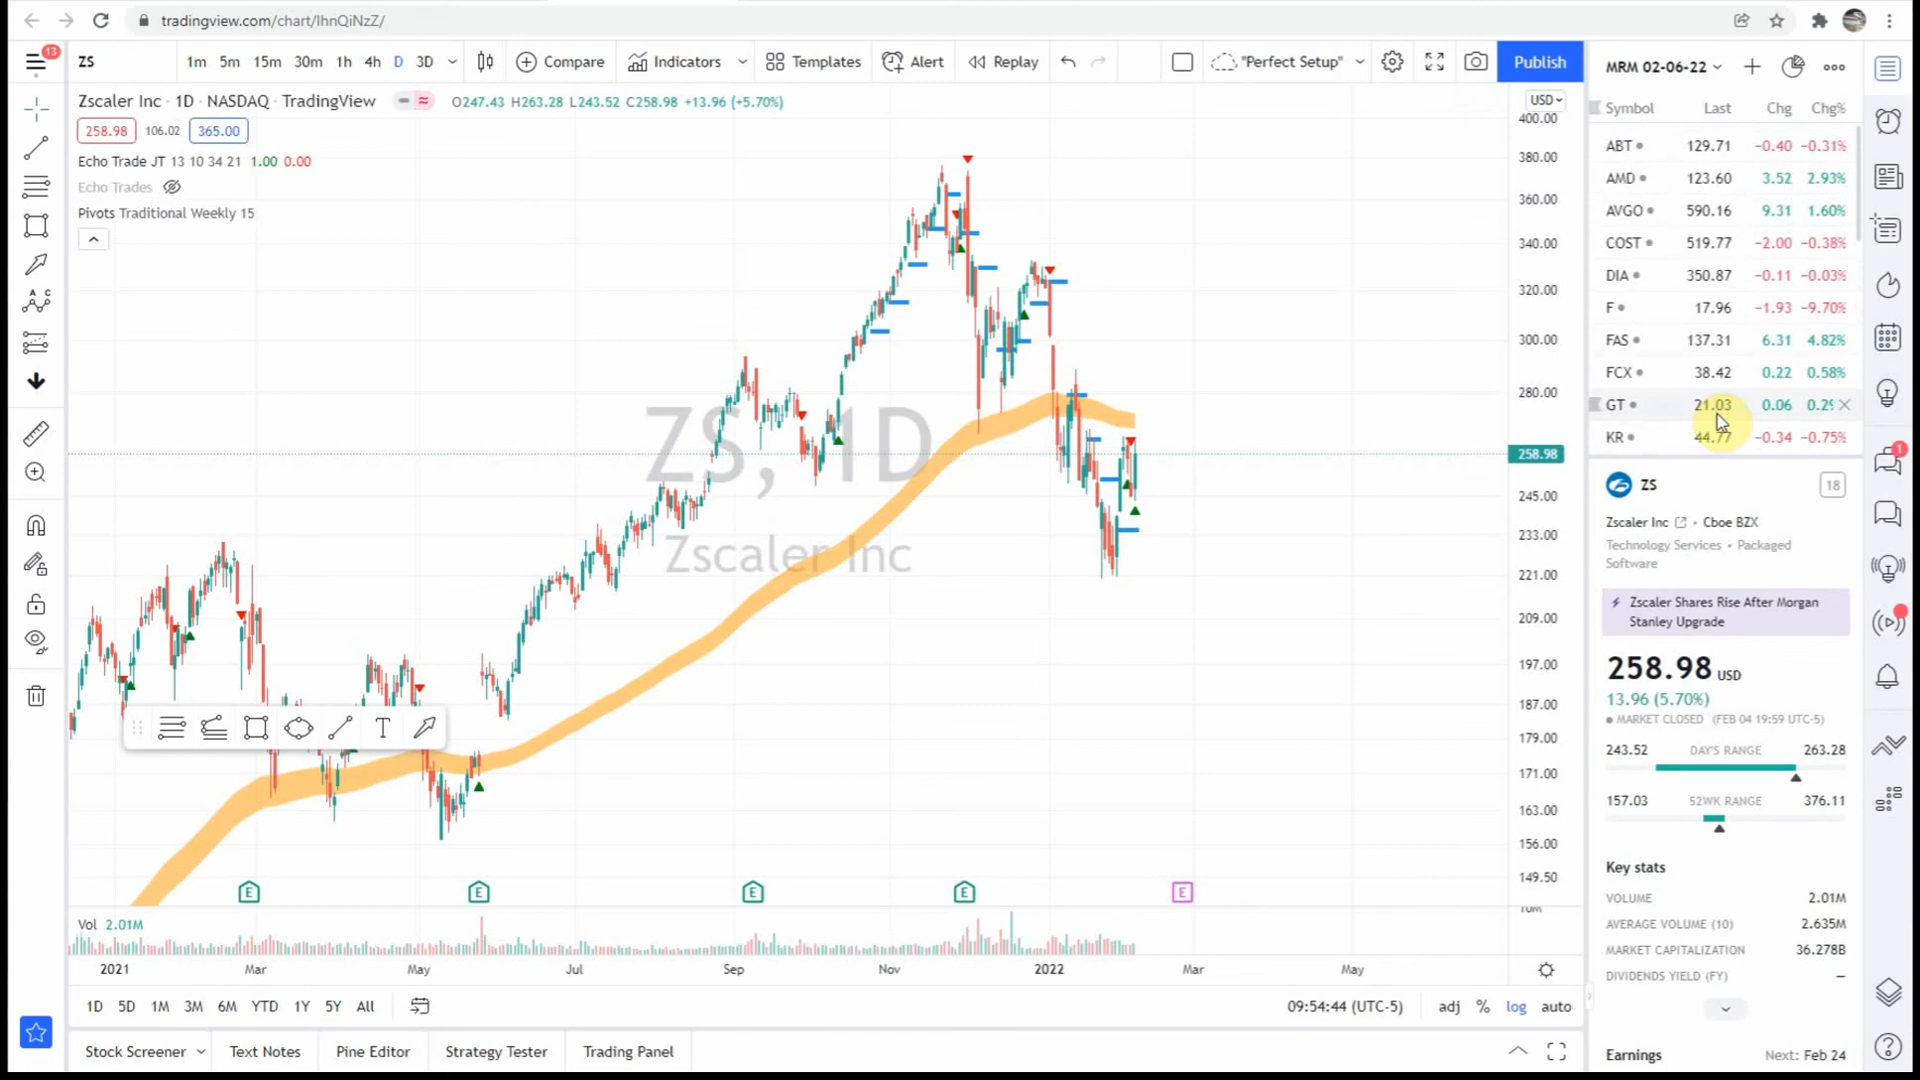 tradingview.com/chart/IhnQiNzZ/
13
ZS
1m 5m 15m 30m 1h 4h D 3D
Compare
Indicators
Templates
Alert
Replay
"Perfect Setup"
Publish
MRM 02-06-22
Zscaler Inc · 1D · NASDAQ · TradingView
O247.43 H263.28 L243.52 C258.98 +13.96 (+5.70%)
258.98 106.02 365.00
Echo Trade JT 13 10 34 21 1.00 0.00
Echo Trades
Pivots Traditional Weekly 15
ZS, 1D
Zscaler Inc
USD
400.00
380.00
360.00
340.00
320.00
300.00
280.00
258.98
245.00
233.00
221.00
209.00
197.00
187.00
179.00
171.00
163.00
156.00
149.50
10M
E E E E E
Vol 2.01M
2021 Mar May Jul Sep Nov 2022 Mar May
1D 5D 1M 3M 6M YTD 1Y 5Y All
09:54:44 (UTC-5) adj % log auto
Stock Screener Text Notes Pine Editor Strategy Tester Trading Panel
Symbol Last Chg Chg%
ABT 129.71 −0.40 −0.31%
AMD 123.60 3.52 2.93%
AVGO 590.16 9.31 1.60%
COST 519.77 −2.00 −0.38%
DIA 350.87 −0.11 −0.03%
F 17.96 −1.93 −9.70%
FAS 137.31 6.31 4.82%
FCX 38.42 0.22 0.58%
GT 21.03 0.06 0.29
KR 44.77 −0.34 −0.75%
ZS
18
Zscaler Inc • Cboe BZX
Technology Services • Packaged
Software
Zscaler Shares Rise After Morgan
Stanley Upgrade
258.98 USD
13.96 (5.70%)
MARKET CLOSED (FEB 04 19:59 UTC-5)
243.52 DAY'S RANGE 263.28
157.03 52WK RANGE 376.11
Key stats
VOLUME 2.01M
AVERAGE VOLUME (10) 2.635M
MARKET CAPITALIZATION 36.278B
DIVIDENDS YIELD (FY) —
Earnings Next: Feb 24
1
T
A C